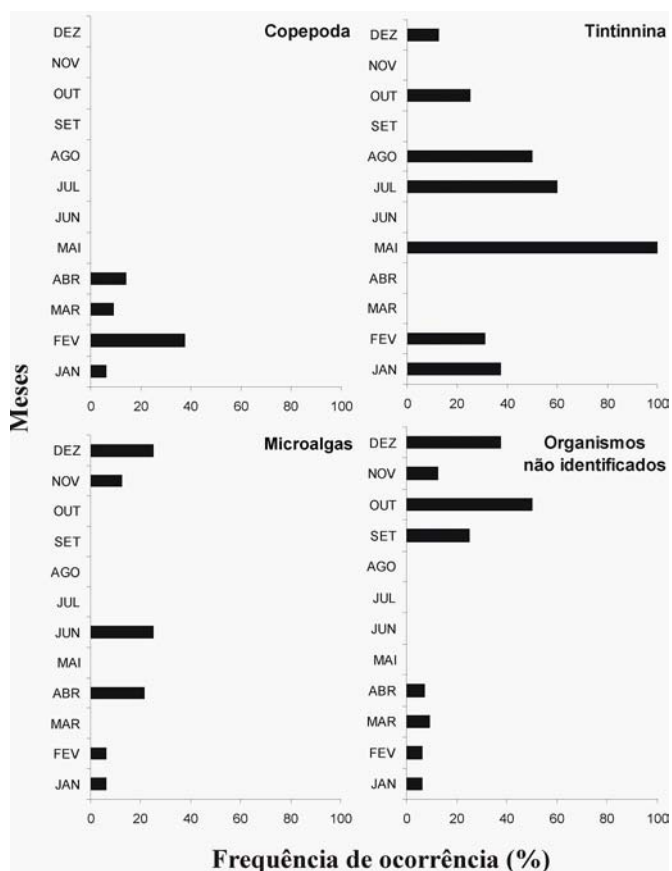 Copepoda
DEZ
NOV
OUT
SET
AGO
JUL
JUN
MAI
ABR
MAR
FEV
JAN
0 20 40 60 80 100
Tintinnina
DEZ
NOV
OUT
SET
AGO
JUL
JUN
MAI
ABR
MAR
FEV
JAN
0 20 40 60 80 100
Meses
Microalgas
DEZ
NOV
OUT
SET
AGO
JUL
JUN
MAI
ABR
MAR
FEV
JAN
0 20 40 60 80 100
Organismos
não identificados
DEZ
NOV
OUT
SET
AGO
JUL
JUN
MAI
ABR
MAR
FEV
JAN
0 20 40 60 80 100
Frequência de ocorrência (%)